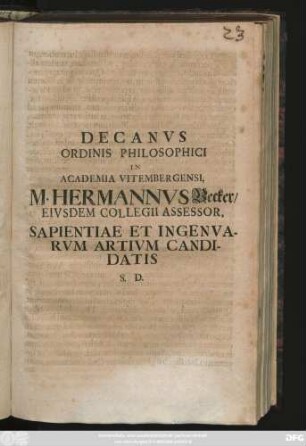 23
DECANVS
ORDINIS PHILOSOPHICI
IN
ACADEMIA VITEMBERGENSI,
M. HERMANNVS Becker/
EIVSDEM COLLEGII ASSESSOR,
SAPIENTIAE ET INGENVA-
RVM ARTIVM CANDI-
DATIS
S. D.